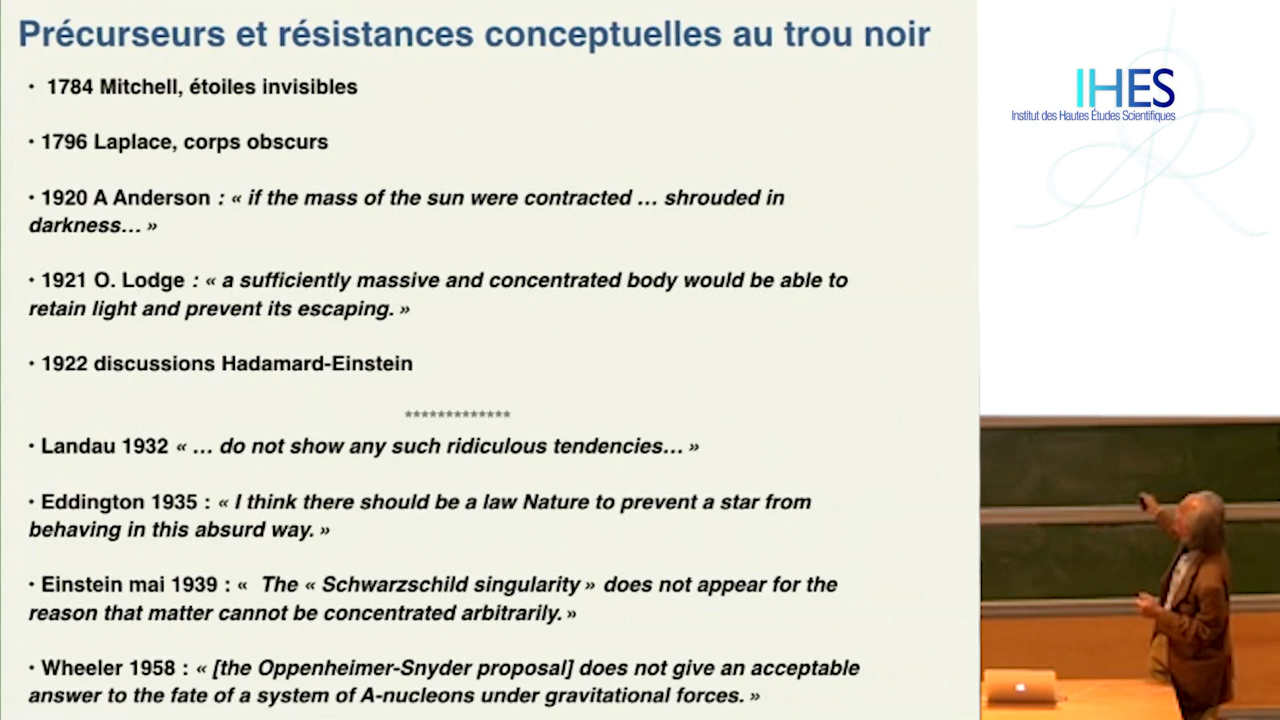 Précurseurs et résistances conceptuelles au trou noir
• 1784 Mitchell, étoiles invisibles
• 1796 Laplace, corps obscurs
• 1920 A Anderson : « if the mass of the sun were contracted … shrouded in
darkness… »
• 1921 O. Lodge : « a sufficiently massive and concentrated body would be able to
retain light and prevent its escaping. »
• 1922 discussions Hadamard-Einstein
*************
• Landau 1932 « … do not show any such ridiculous tendencies… »
• Eddington 1935 : « I think there should be a law Nature to prevent a star from
behaving in this absurd way. »
• Einstein mai 1939 : « The « Schwarzschild singularity » does not appear for the
reason that matter cannot be concentrated arbitrarily. »
• Wheeler 1958 : « [the Oppenheimer-Snyder proposal] does not give an acceptable
answer to the fate of a system of A-nucleons under gravitational forces. »
IHES
Institut des Hautes Études Scientifiques